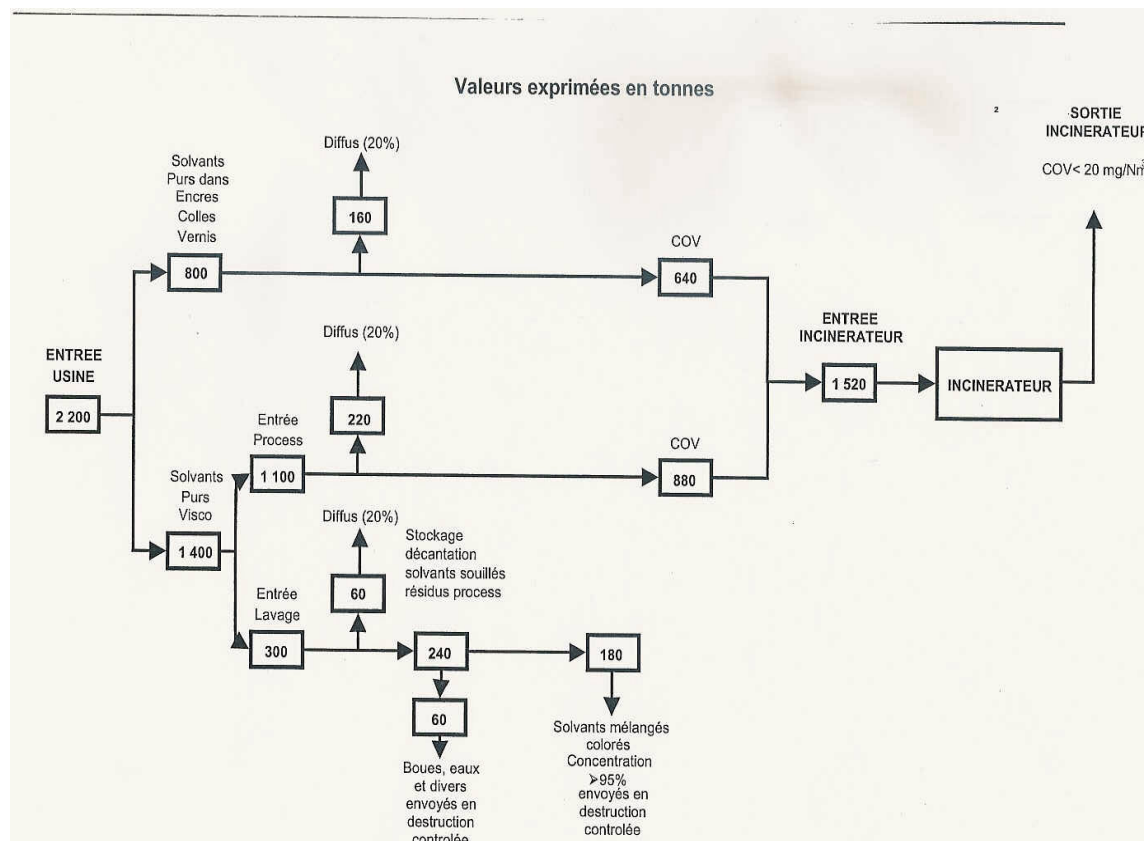 Valeurs exprimées en tonnes
2
SORTIE
INCINERATEUR
COV< 20 mg/Nm3
Diffus (20%)
Solvants
Purs dans
Encres
Colles
Vernis
160
800
COV
640
ENTREE
USINE
2 200
Diffus (20%)
220
Entrée
Process
1 100
COV
880
ENTREE
INCINERATEUR
1 520
INCINERATEUR
Solvants
Purs
Visco
1 400
Diffus (20%)
60
Stockage
décantation
solvants souillés
résidus process
Entrée
Lavage
300
240
180
60
Boues, eaux
et divers
envoyés en
destruction
controlée
Solvants mélangés
colorés
Concentration
>95%
envoyés en
destruction
controlée